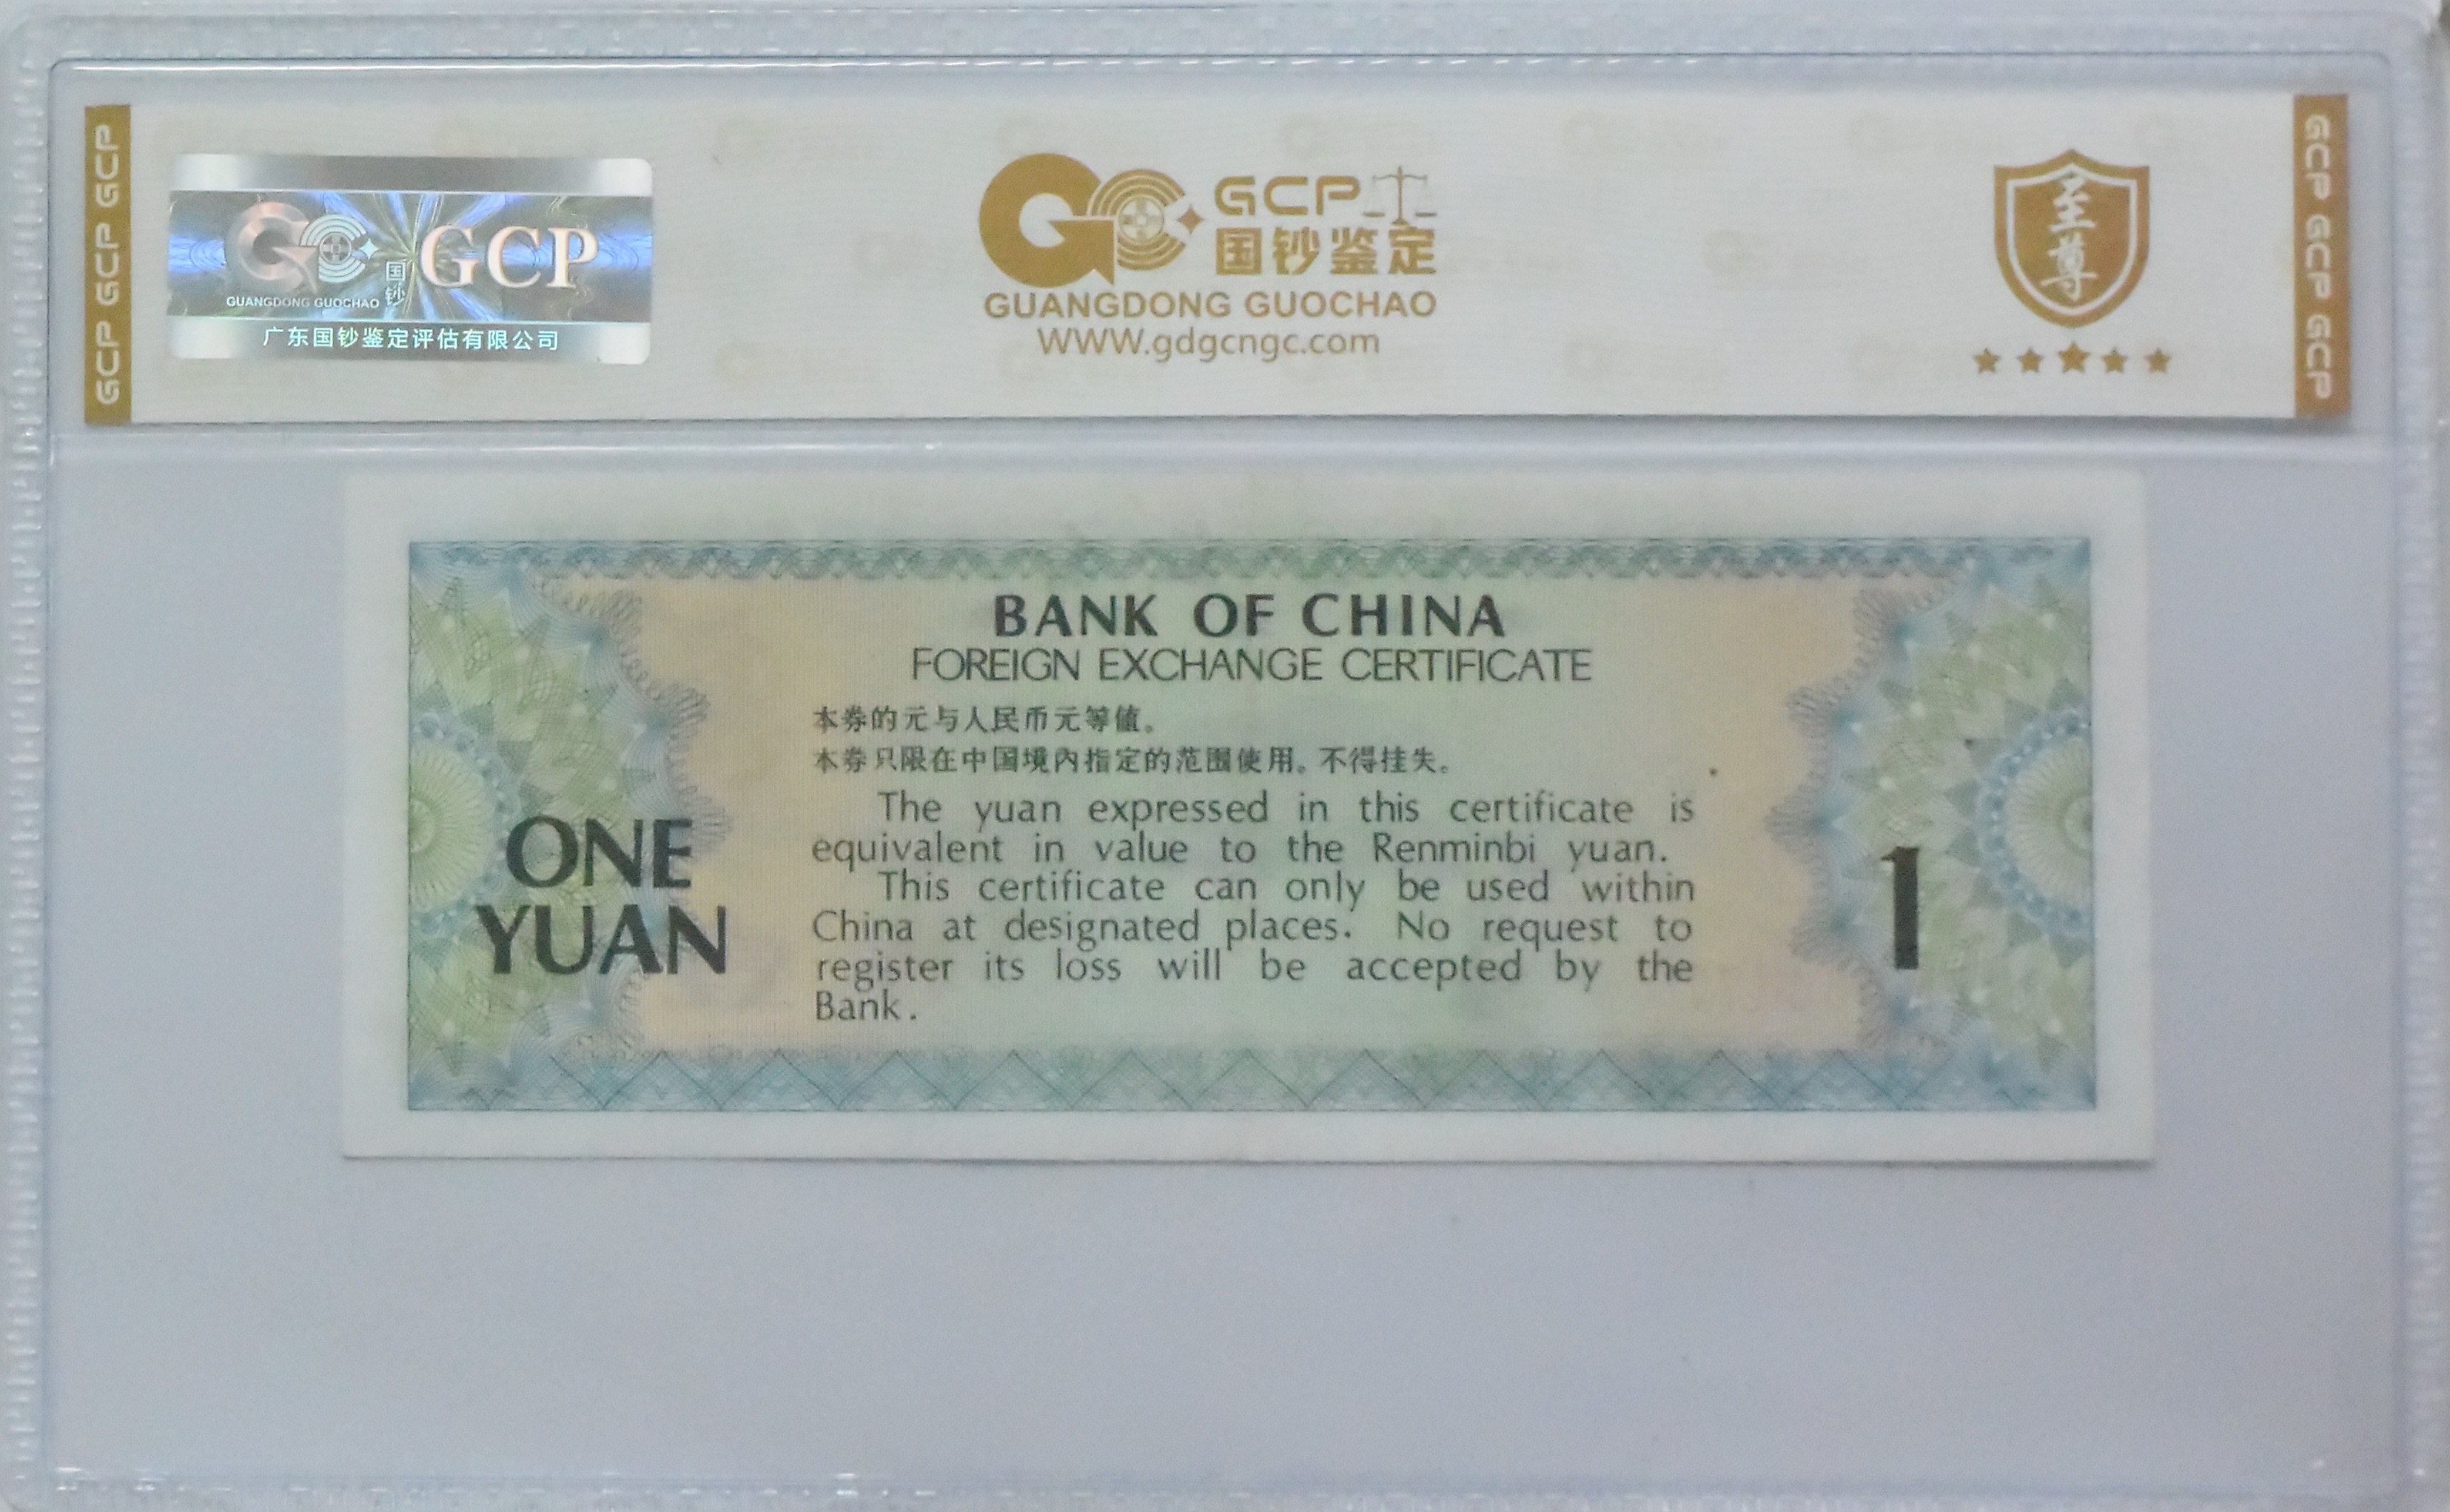 GCP GCP GCP
GCP
国钞
GUANGDONG GUOCHAO
广东国钞鉴定评估有限公司
GCP
国钞鉴定
GUANGDONG GUOCHAO
WWW.gdgcngc.com
至尊
GCP GCP GCP
BANK OF CHINA
FOREIGN EXCHANGE CERTIFICATE
本券的元与人民币元等值。
本券只限在中国境内指定的范围使用。不得挂失。
The yuan expressed in this certificate is
equivalent in value to the Renminbi yuan.
This certificate can only be used within
China at designated places. No request to
register its loss will be accepted by the
Bank.
ONE
YUAN
1